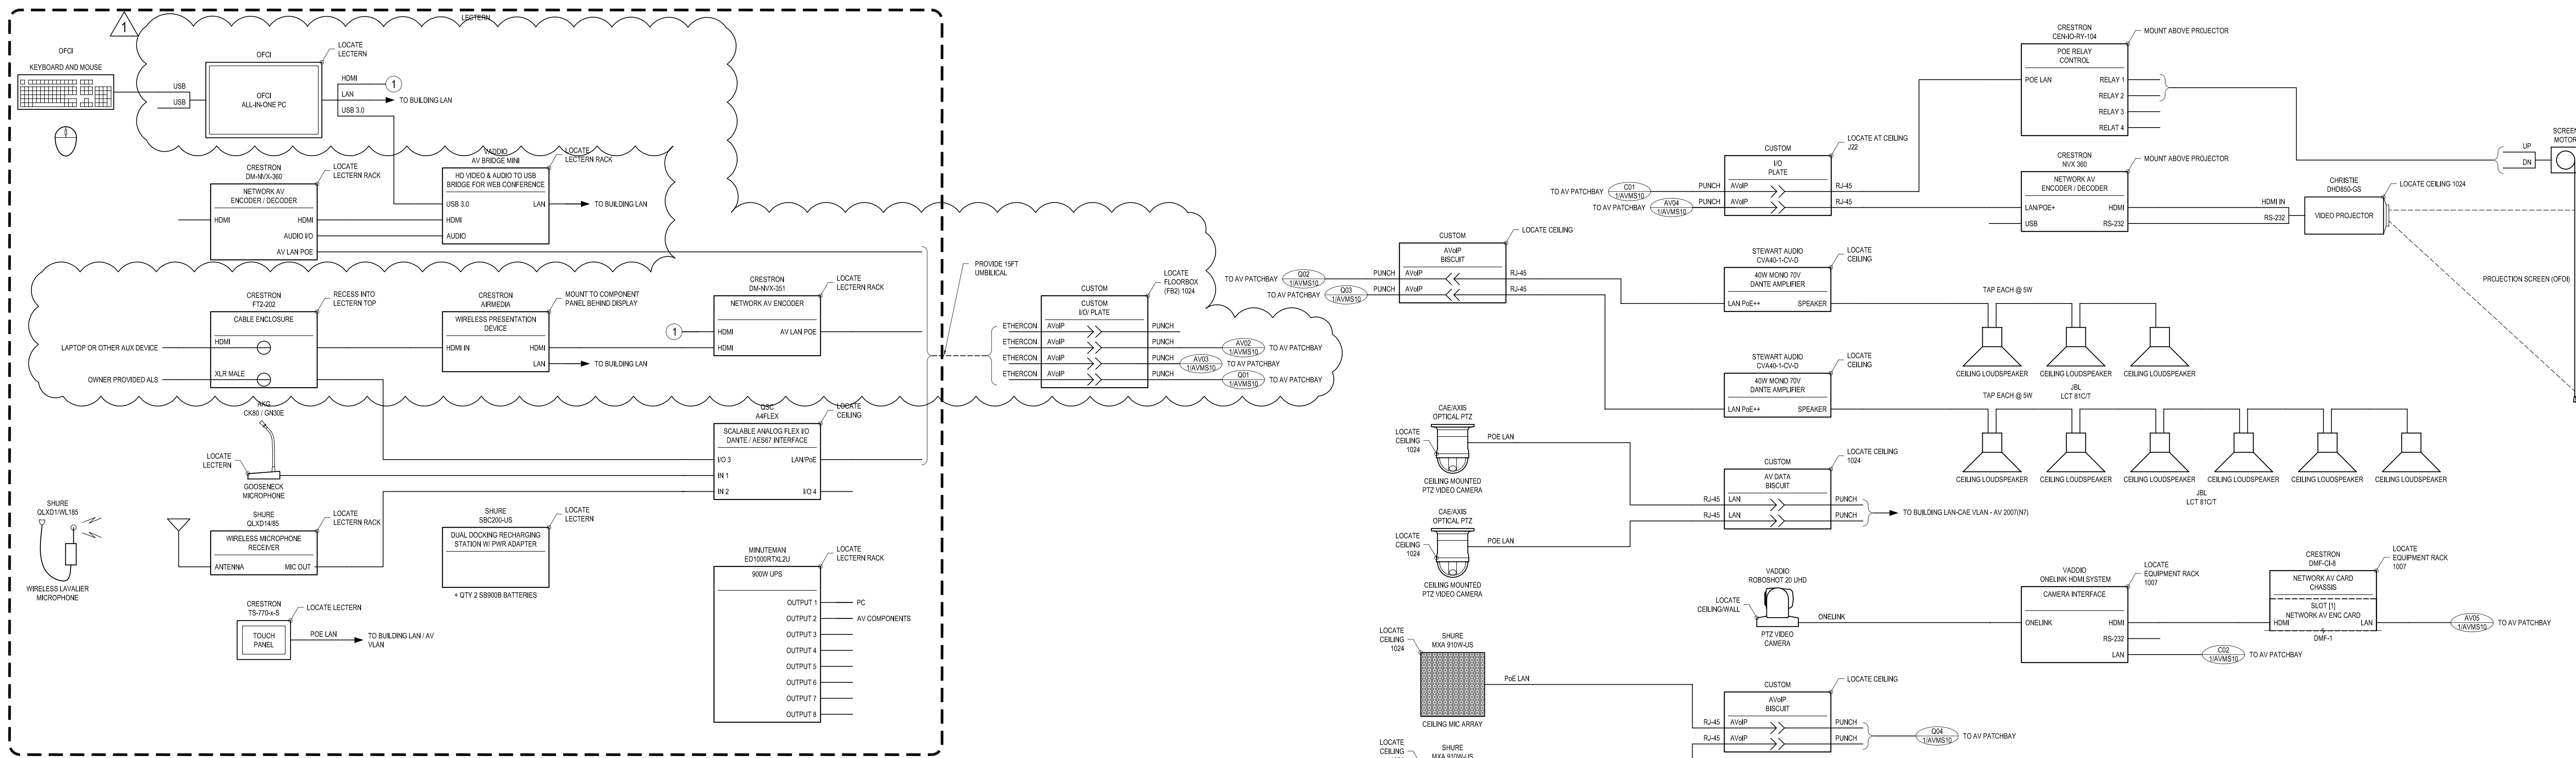 LECTERN
1
OFCI
KEYBOARD AND MOUSE
USB
USB
OFCI
LOCATE
LECTERN
OFCI
ALL-IN-ONE PC
HDMI
1
LAN
TO BUILDING LAN
USB 3.0
CRESTRON
DM-NVX-360
LOCATE
LECTERN RACK
NETWORK AV
ENCODER / DECODER
HDMI
HDMI
AUDIO I/O
AV LAN POE
VADDIO
AV BRIDGE MINI
LOCATE
LECTERN RACK
HD VIDEO & AUDIO TO USB
BRIDGE FOR WEB CONFERENCE
USB 3.0
LAN
TO BUILDING LAN
HDMI
AUDIO
CRESTRON
FT2-202
RECESS INTO
LECTERN TOP
CABLE ENCLOSURE
HDMI
LAPTOP OR OTHER AUX DEVICE
XLR MALE
OWNER PROVIDED ALS
CRESTRON
AIRMEDIA
MOUNT TO COMPONENT
PANEL BEHIND DISPLAY
WIRELESS PRESENTATION
DEVICE
HDMI IN
HDMI
LAN
TO BUILDING LAN
CRESTRON
DM-NVX-351
LOCATE
LECTERN RACK
NETWORK AV ENCODER
1
HDMI
AV LAN POE
HDMI
PROVIDE 15FT
UMBILICAL
CUSTOM
LOCATE
FLOORBOX
(FB2) 1024
CUSTOM
I/O/ PLATE
ETHERCON
AVoIP
PUNCH
ETHERCON
AVoIP
PUNCH
AV02
1/AVMS10
TO AV PATCHBAY
ETHERCON
AVoIP
PUNCH
AV03
1/AVMS10
TO AV PATCHBAY
ETHERCON
AVoIP
PUNCH
Q01
1/AVMS10
TO AV PATCHBAY
AKG
CK80 / GN30E
LOCATE
LECTERN
GOOSENECK
MICROPHONE
QSC
A4FLEX
LOCATE
CEILING
SCALABLE ANALOG FLEX I/O
DANTE / AES67 INTERFACE
I/O 3
LAN/PoE
IN 1
IN 2
I/O 4
SHURE
QLXD1/WL185
WIRELESS LAVALIER
MICROPHONE
SHURE
QLXD14/85
LOCATE
LECTERN RACK
WIRELESS MICROPHONE
RECEIVER
ANTENNA
MIC OUT
SHURE
SBC200-US
LOCATE
LECTERN
DUAL DOCKING RECHARGING
STATION W/ PWR ADAPTER
+ QTY 2 SB900B BATTERIES
CRESTRON
TS-770-x-S
LOCATE LECTERN
TOUCH
PANEL
POE LAN
TO BUILDING LAN / AV
VLAN
MINUTEMAN
ED1000RTXL2U
LOCATE
LECTERN RACK
900W UPS
OUTPUT 1
PC
OUTPUT 2
AV COMPONENTS
OUTPUT 3
OUTPUT 4
OUTPUT 5
OUTPUT 6
OUTPUT 7
OUTPUT 8
CRESTRON
CEN-IO-RY-104
MOUNT ABOVE PROJECTOR
POE RELAY
CONTROL
POE LAN
RELAY 1
RELAY 2
RELAY 3
RELAT 4
CUSTOM
LOCATE AT CEILING
J22
I/O
PLATE
TO AV PATCHBAY
C01
1/AVMS10
PUNCH
AVoIP
RJ-45
TO AV PATCHBAY
AV04
1/AVMS10
PUNCH
AVoIP
RJ-45
CRESTRON
NVX 360
MOUNT ABOVE PROJECTOR
NETWORK AV
ENCODER / DECODER
LAN/POE+
HDMI
USB
RS-232
HDMI IN
RS-232
CHRISTIE
DHD850-GS
LOCATE CEILING 1024
VIDEO PROJECTOR
UP
DN
SCREEN
MOTOR
PROJECTION SCREEN (OFOI)
CUSTOM
LOCATE CEILING
AVoIP
BISCUIT
TO AV PATCHBAY
Q02
1/AVMS10
PUNCH
AVoIP
RJ-45
TO AV PATCHBAY
Q03
1/AVMS10
PUNCH
AVoIP
RJ-45
STEWART AUDIO
CVA40-1-CV-D
LOCATE
CEILING
40W MONO 70V
DANTE AMPLIFIER
LAN PoE++
SPEAKER
TAP EACH @ 5W
CEILING LOUDSPEAKER
CEILING LOUDSPEAKER
CEILING LOUDSPEAKER
JBL
LCT 81C/T
STEWART AUDIO
CVA40-1-CV-D
LOCATE
CEILING
40W MONO 70V
DANTE AMPLIFIER
LAN PoE++
SPEAKER
TAP EACH @ 5W
CEILING LOUDSPEAKER
CEILING LOUDSPEAKER
CEILING LOUDSPEAKER
CEILING LOUDSPEAKER
CEILING LOUDSPEAKER
CEILING LOUDSPEAKER
JBL
LCT 81C/T
CAE/AXIS
OPTICAL PTZ
LOCATE
CEILING
1024
POE LAN
CEILING MOUNTED
PTZ VIDEO CAMERA
CAE/AXIS
OPTICAL PTZ
LOCATE
CEILING
1024
POE LAN
CEILING MOUNTED
PTZ VIDEO CAMERA
CUSTOM
LOCATE CEILING
1024
AV DATA
BISCUIT
RJ-45
LAN
PUNCH
RJ-45
LAN
PUNCH
TO BUILDING LAN-CAE VLAN - AV 2007(N7)
VADDIO
ROBOSHOT 20 UHD
LOCATE
CEILING/WALL
ONELINK
PTZ VIDEO
CAMERA
VADDIO
ONELINK HDMI SYSTEM
LOCATE
EQUIPMENT RACK
1007
CAMERA INTERFACE
ONELINK
HDMI
RS-232
LAN
C02
1/AVMS10
TO AV PATCHBAY
CRESTRON
DMF-CI-8
LOCATE
EQUIPMENT RACK
1007
NETWORK AV CARD
CHASSIS
SLOT [1]
NETWORK AV ENC CARD
HDMI
LAN
DMF-1
AV05
1/AVMS10
TO AV PATCHBAY
LOCATE
CEILING
1024
SHURE
MXA 910W-US
PoE LAN
CEILING MIC ARRAY
CUSTOM
LOCATE CEILING
AVoIP
BISCUIT
RJ-45
AVoIP
PUNCH
RJ-45
AVoIP
PUNCH
Q04
1/AVMS10
TO AV PATCHBAY
LOCATE
CEILING
SHURE
MXA 910W-US